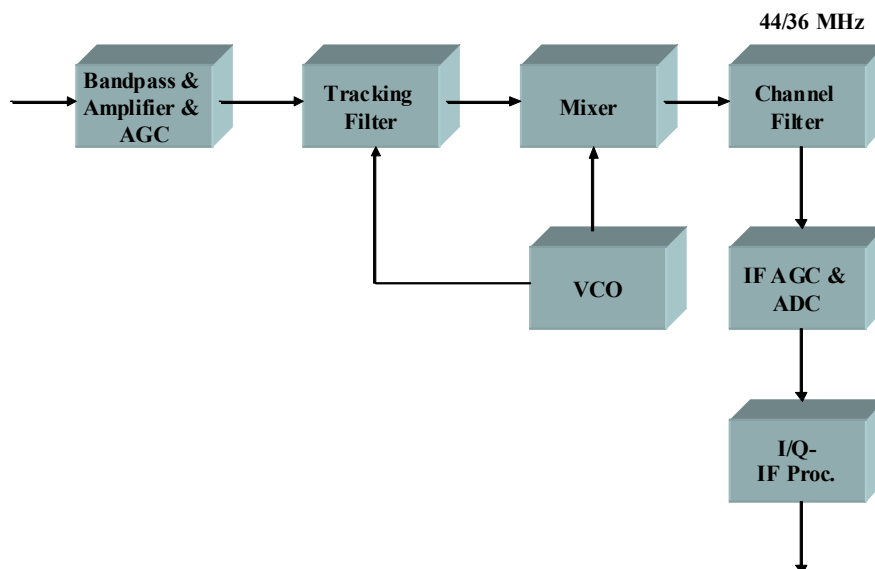 44/36 MHz
Bandpass &
Amplifier &
AGC
Tracking
Filter
Mixer
Channel
Filter
VCO
IF AGC &
ADC
I/Q-
IF Proc.